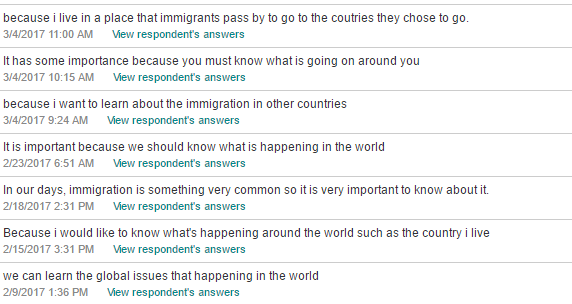 because i live in a place that immigrants pass by to go to the coutries they chose to go.
3/4/2017 11:00 AM View respondent's answers
It has some importance because you must know what is going on around you
3/4/2017 10:15 AM View respondent's answers
because i want to learn about the immigration in other countries
3/4/2017 9:24 AM View respondent's answers
It is important because we should know what is happening in the world
2/23/2017 6:51 AM View respondent's answers
In our days, immigration is something very common so it is very important to know about it.
2/18/2017 2:31 PM View respondent's answers
Because i would like to know what's happening around the world such as the country i live
2/15/2017 3:31 PM View respondent's answers
we can learn the global issues that happening in the world
2/9/2017 1:36 PM View respondent's answers